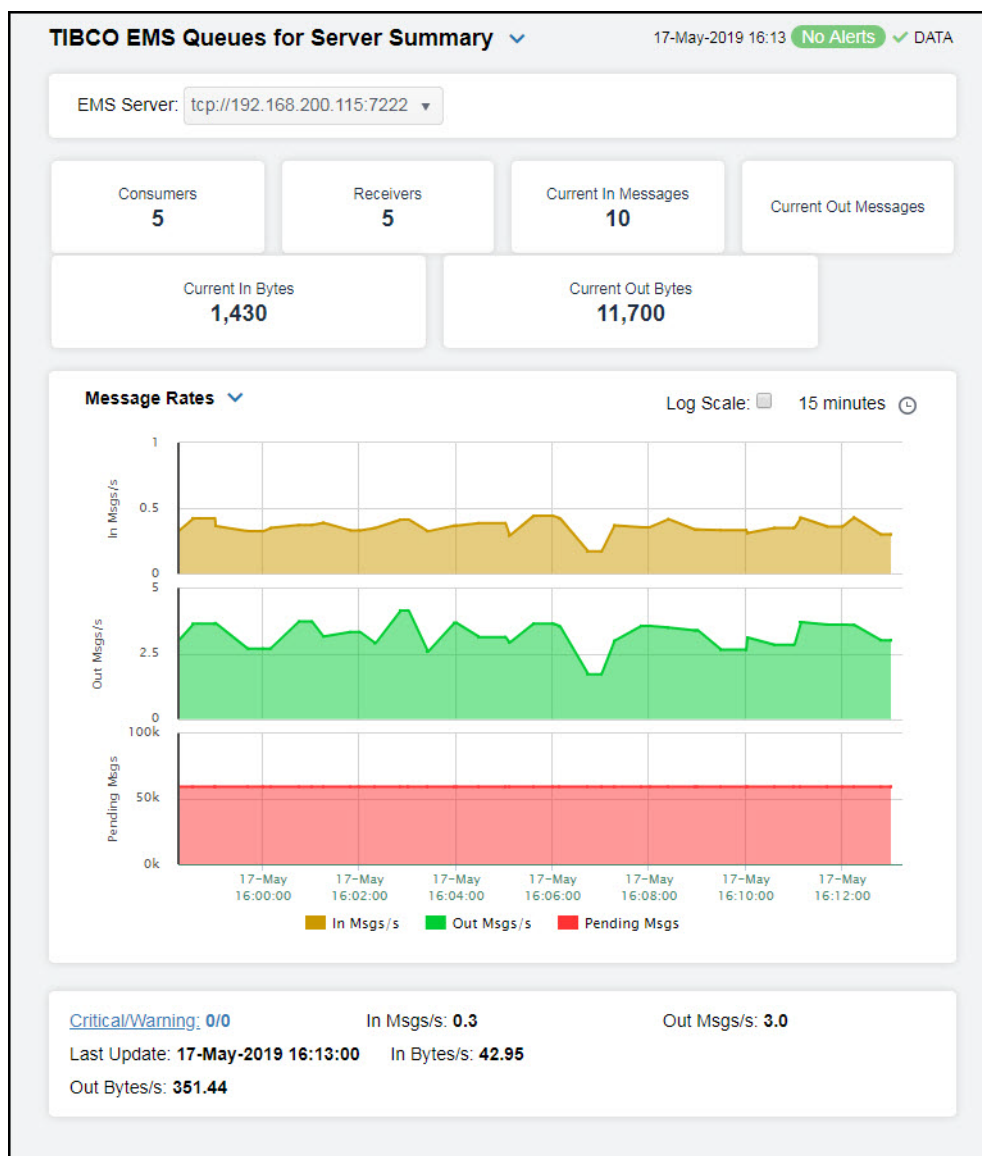 TIBCO EMS Queues for Server Summary 17-May-2019 16:13 No Alerts DATA
EMS Server: tcp://192.168.200.115:7222
Consumers Receivers Current In Messages Current Out Messages
5 5 10
Current In Bytes Current Out Bytes
1,430 11,700
Message Rates Log Scale: 15 minutes
In Msgs/s
1
0.5
0
Out Msgs/s
5
2.5
0
Pending Msgs
100k
50k
0k
17-May 17-May 17-May 17-May 17-May 17-May 17-May
16:00:00 16:02:00 16:04:00 16:06:00 16:08:00 16:10:00 16:12:00
In Msgs/s Out Msgs/s Pending Msgs
Critical/Warning: 0/0 In Msgs/s: 0.3 Out Msgs/s: 3.0
Last Update: 17-May-2019 16:13:00 In Bytes/s: 42.95
Out Bytes/s: 351.44